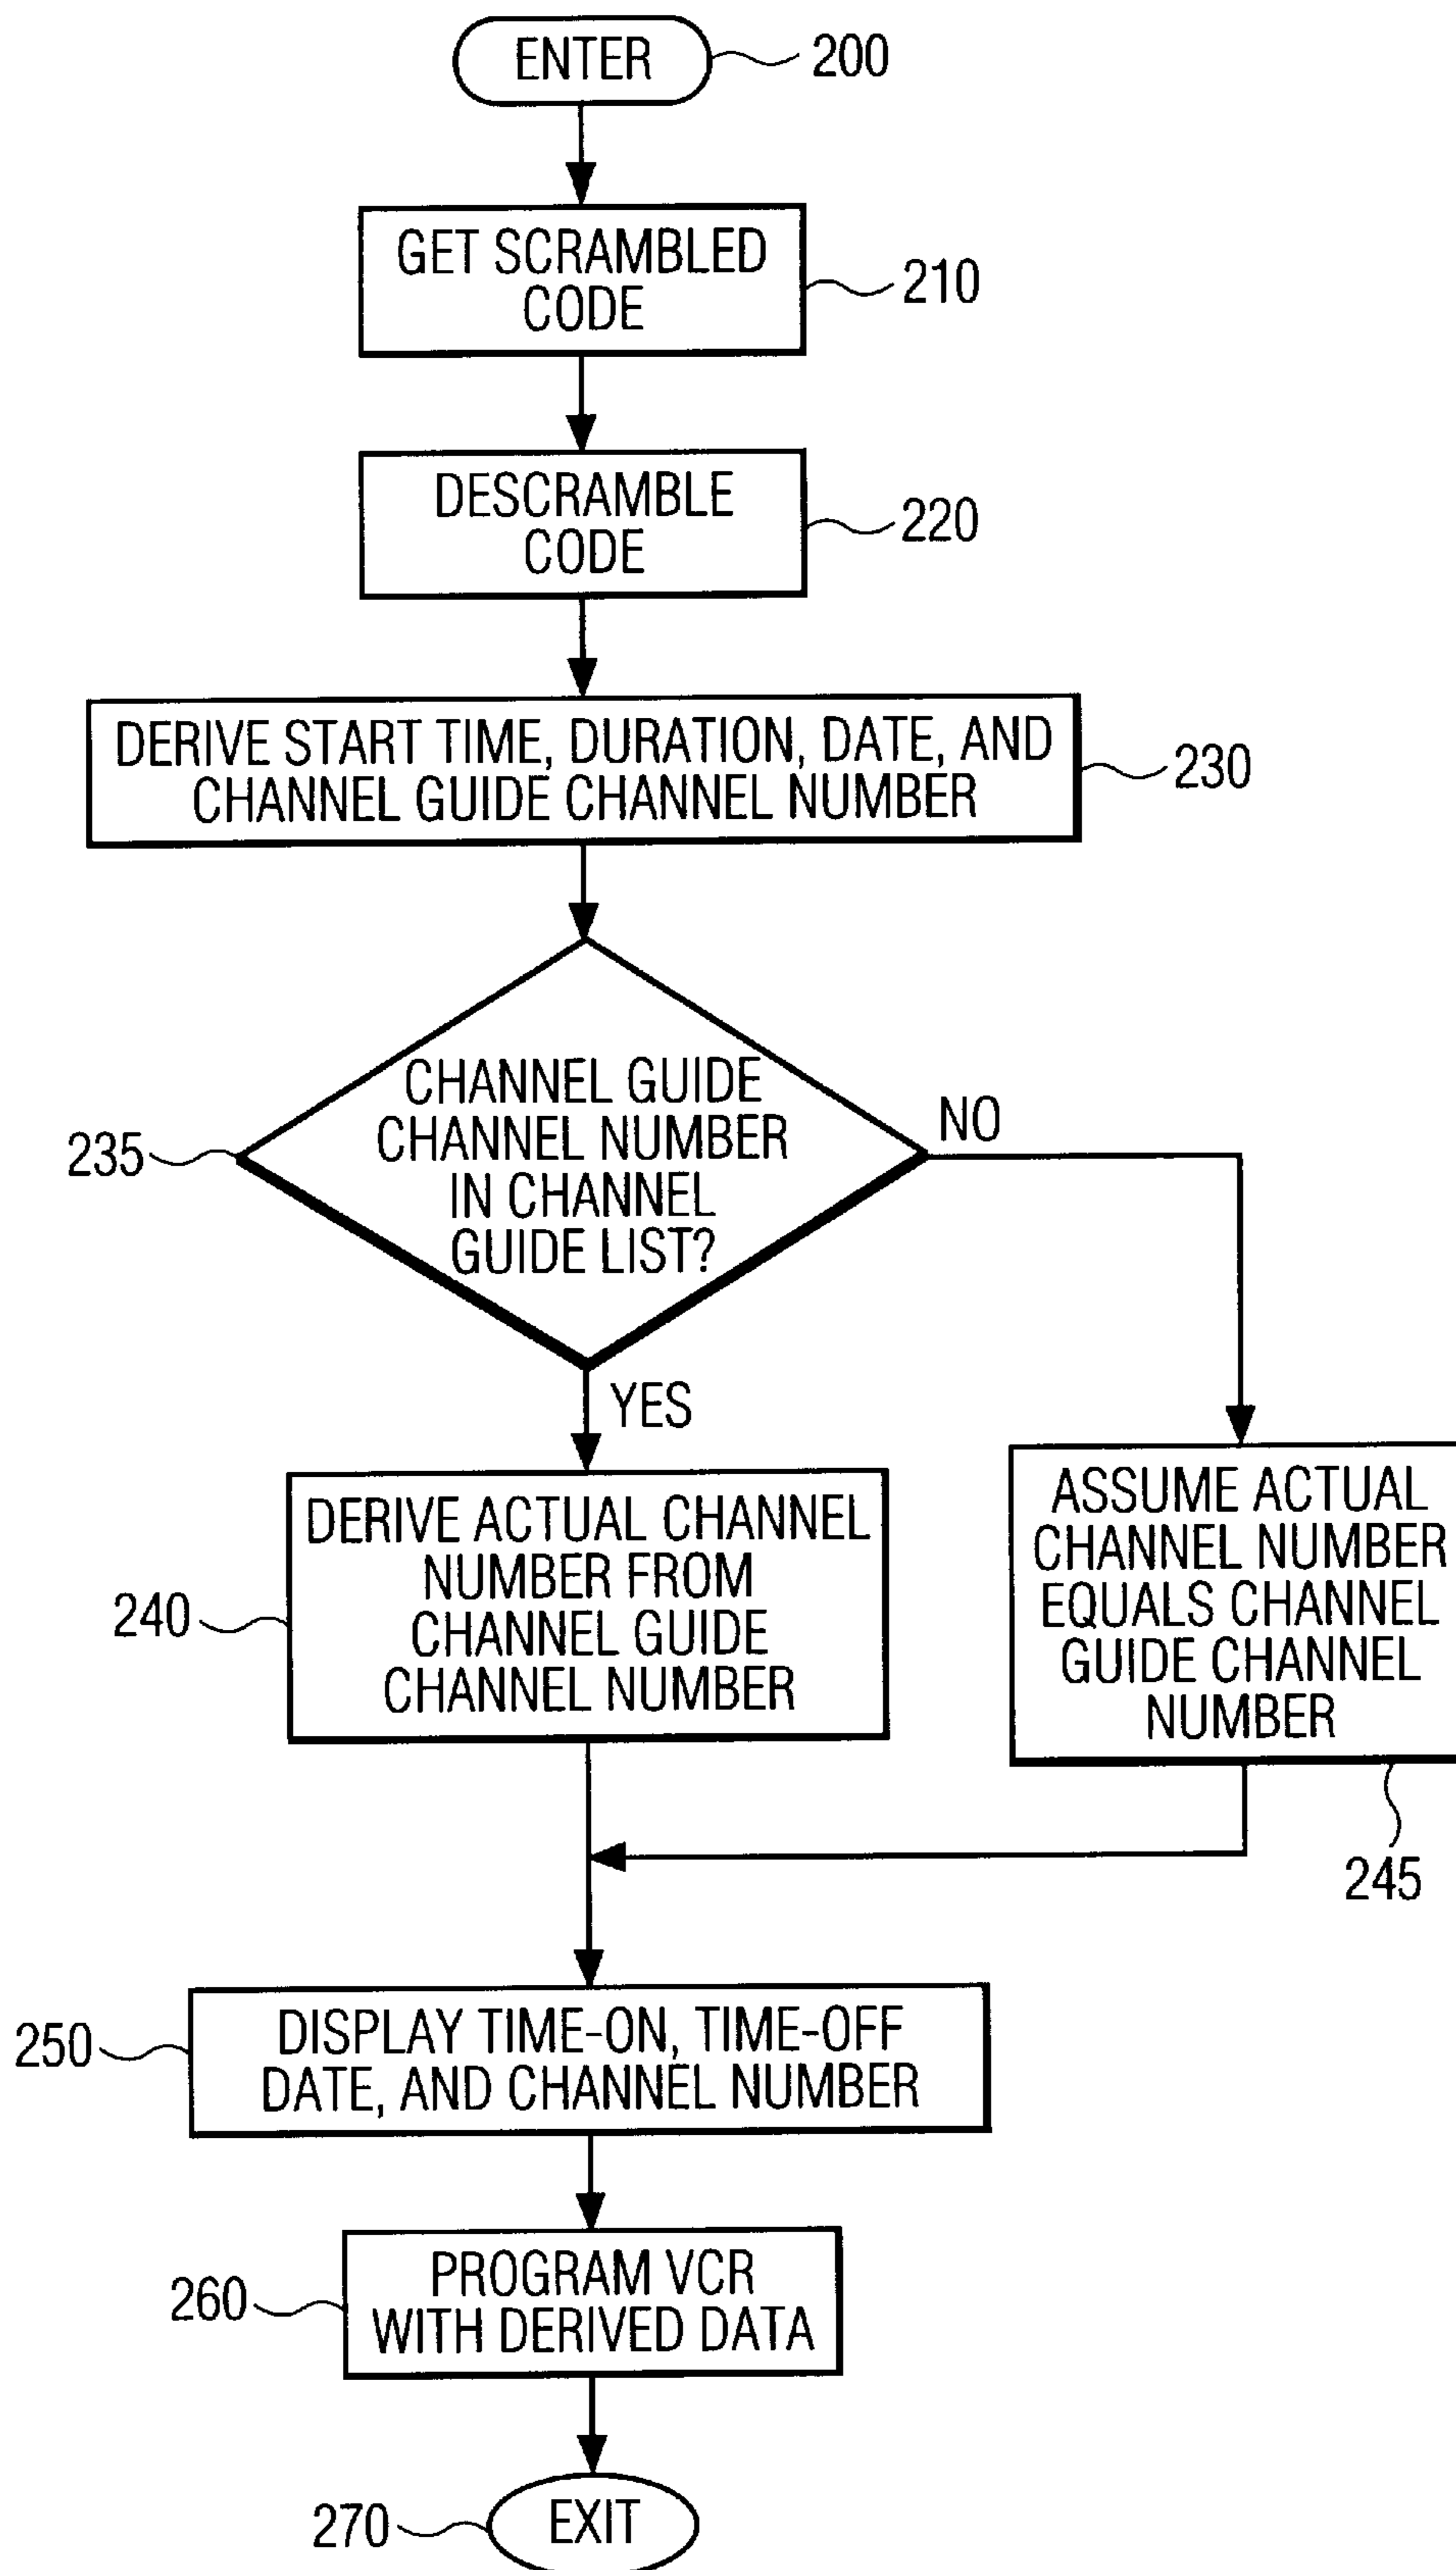 ENTER
200
GET SCRAMBLED
CODE
210
DESCRAMBLE
CODE
220
DERIVE START TIME, DURATION, DATE, AND
CHANNEL GUIDE CHANNEL NUMBER
230
CHANNEL GUIDE
CHANNEL NUMBER
IN CHANNEL
GUIDE LIST?
235
NO
YES
DERIVE ACTUAL CHANNEL
NUMBER FROM
CHANNEL GUIDE
CHANNEL NUMBER
240
ASSUME ACTUAL
CHANNEL NUMBER
EQUALS CHANNEL
GUIDE CHANNEL
NUMBER
245
DISPLAY TIME-ON, TIME-OFF
DATE, AND CHANNEL NUMBER
250
PROGRAM VCR
WITH DERIVED DATA
260
EXIT
270